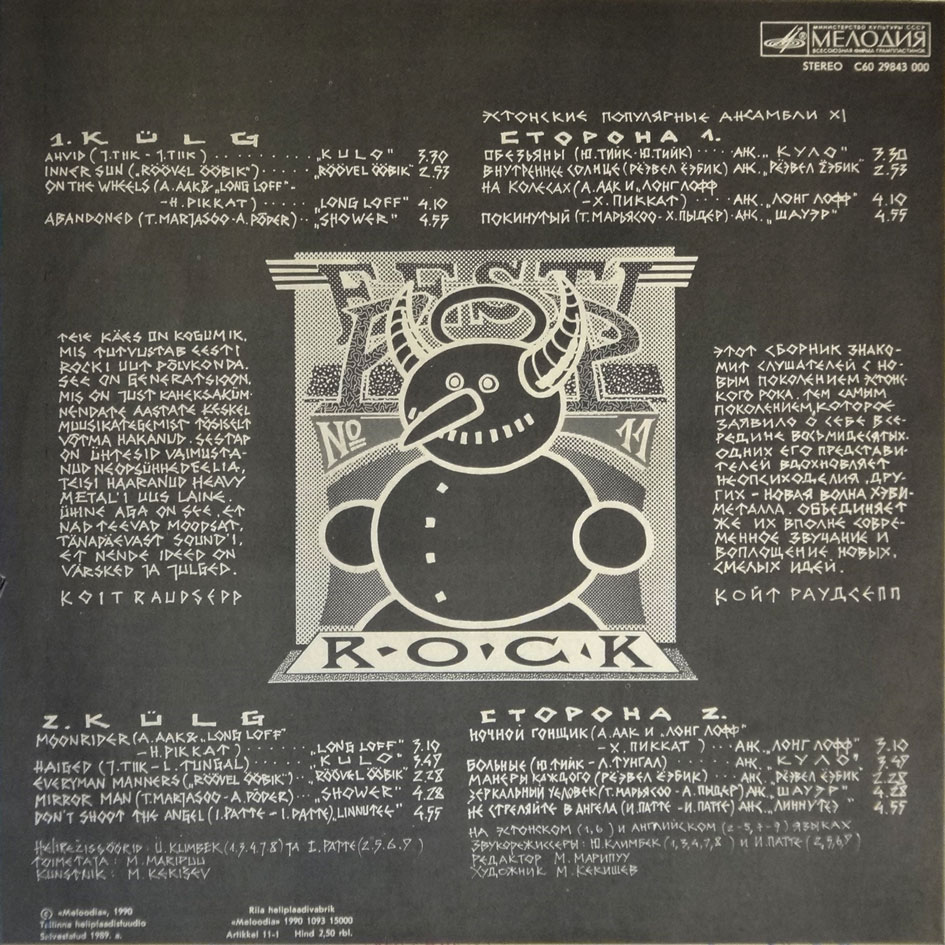 МИНИСТЕРСТВО КУЛЬТУРЫ СССР
МЕЛОДИЯ
ВСЕСОЮЗНАЯ ФИРМА ГРАМПЛАСТИНОК
STEREO C60 29843 000
1. KÜLG
AHVID (J.TIIK - J.TIIK) .......... „KULO" 3.30
INNER SUN („RÖÖVEL ÖÖBIK") ....... „RÖÖVEL ÖÖBIK" 2.53
ON THE WHEELS (A. AAK & „LONG LOFF" -
- H. PIKKAT) ....... „LONG LOFF" 4.10
ABANDONED (T. MARJASOO - A. PÕDER) .. „SHOWER" 4.55
ЭСТОНСКИЕ ПОПУЛЯРНЫЕ АНСАМБЛИ XI
СТОРОНА 1.
ОБЕЗЬЯНЫ (Ю.ТИЙК - Ю.ТИЙК) ...... АНС. „КУЛО" 3.30
ВНУТРЕННЕЕ СОЛНЦЕ (РЕЭВЕЛ ЕЭБИК) АНС. „РЕЭВЕЛ ЕЭБИК" 2.53
НА КОЛЕСАХ (А. ААК И „ЛОНГ ЛОФФ
- Х. ПИККАТ) .... АНС. „ЛОНГ ЛОФФ" 4.10
ПОКИНУТЫЙ (Т. МАРЬЯСОО - Х. ПЫДЕР) АНС. „ШАУЭР" 4.55
EESTI
POP
№ 11
R·O·C·K
TEIE KÄES ON KOGUMIK,
MIS TUTVUSTAB EESTI
ROCKI UUT PÕLVKONDA.
SEE ON GENERATSIOON,
MIS ON JUST KAHEKSAKÜM-
NENDATE AASTATE KESKEL
MUUSIKATEGEMIST TÕSISELT
VÕTMA HAKANUD. SESTAP
ON ÜHTESID VAIMUSTA-
NUD NEOPSÜHHEDEELIA,
TEISI HAARANUD HEAVY
METAL'I UUS LAINE.
ÜHINE AGA ON SEE, ET
NAD TEEVAD MOODSAT,
TÄNAPÄEVAST SOUND'I,
ET NENDE IDEED ON
VÄRSKED JA JULGED.
KOIT RAUDSEPP
ЭТОТ СБОРНИК ЗНАКО-
МИТ СЛУШАТЕЛЕЙ С НО-
ВЫМ ПОКОЛЕНИЕМ ЭСТОНС-
КОГО РОКА. ТЕМ САМЫМ
ПОКОЛЕНИЕМ, КОТОРОЕ
ЗАЯВИЛО О СЕБЕ В СЕ-
РЕДИНЕ ВОСЬМИДЕСЯТЫХ.
ОДНИХ ЕГО ПРЕДСТАВИ-
ТЕЛЕЙ ВДОХНОВЛЯЕТ
НЕОПСИХОДЕЛИЯ, ДРУ-
ГИХ - НОВАЯ ВОЛНА ХЭВИ-
МЕТАЛЛА. ОБЪЕДИНЯЕТ
ЖЕ ИХ ВПОЛНЕ СОВРЕ-
МЕННОЕ ЗВУЧАНИЕ И
ВОПЛОЩЕНИЕ НОВЫХ,
СМЕЛЫХ ИДЕЙ.
КОЙТ РАУДСЕПП
2. KÜLG
MOONRIDER (A. AAK & „LONG LOFF"
- H. PIKKAT) ........ „LONG LOFF" 3.10
HAIGED (J. TIIK - L. TUNGAL) ....... „KULO" 3.47
EVERYMAN MANNERS („RÖÖVEL ÖÖBIK") .. „RÖÖVEL ÖÖBIK" 2.28
MIRROR MAN (T. MARJASOO - A. PÕDER) ... „SHOWER" 4.28
DON'T SHOOT THE ANGEL (I. PATTE - I. PATTE) „LINNUTEE" 4.55
HELIREŽISSÖÖRID: Ü. KLIMBEK (1,3,4,7,8) JA I. PATTE (2,5,6,9)
TOIMETAJA: M. MARIPUU
KUNSTNIK: M. KEKIŠEV
СТОРОНА 2.
НОЧНОЙ ГОНЩИК (А. ААК И „ЛОНГ ЛОФФ"
- Х. ПИККАТ) ... АНС. „ЛОНГ ЛОФФ" 3.10
БОЛЬНЫЕ (Ю.ТИЙК - Л.ТУНГАЛ) .... АНС. „КУЛО" 3.47
МАНЕРЫ КАЖДОГО (РЕЭВЕЛ ЕЭБИК) .. АНС. „РЕЭВЕЛ ЕЭБИК" 2.28
ЗЕРКАЛЬНЫЙ ЧЕЛОВЕК (Т. МАРЬЯСОО - А. ПЫДЕР) АНС. „ШАУЭР" 4.28
НЕ СТРЕЛЯЙТЕ В АНГЕЛА (И. ПАТТЕ - И. ПАТТЕ) АНС. „ЛИННУТЭЭ" 4.55
НА ЭСТОНСКОМ (1,6) И АНГЛИЙСКОМ (2-5, 7-9) ЯЗЫКАХ
ЗВУКОРЕЖИССЕРЫ: Ю. КЛИМБЕК (1,3,4,7,8) И И. ПАТТЕ (2,5,6,9)
РЕДАКТОР М. МАРИПУУ
ХУДОЖНИК М. КЕКИШЕВ
© «Meloodia», 1990
Tallinna heliplaadistuudio
Salvestatud 1989. a.
Riia heliplaadivabrik
«Meloodia» 1990 1093 15000
Artikkel 11-1 Hind 2,50 rbl.